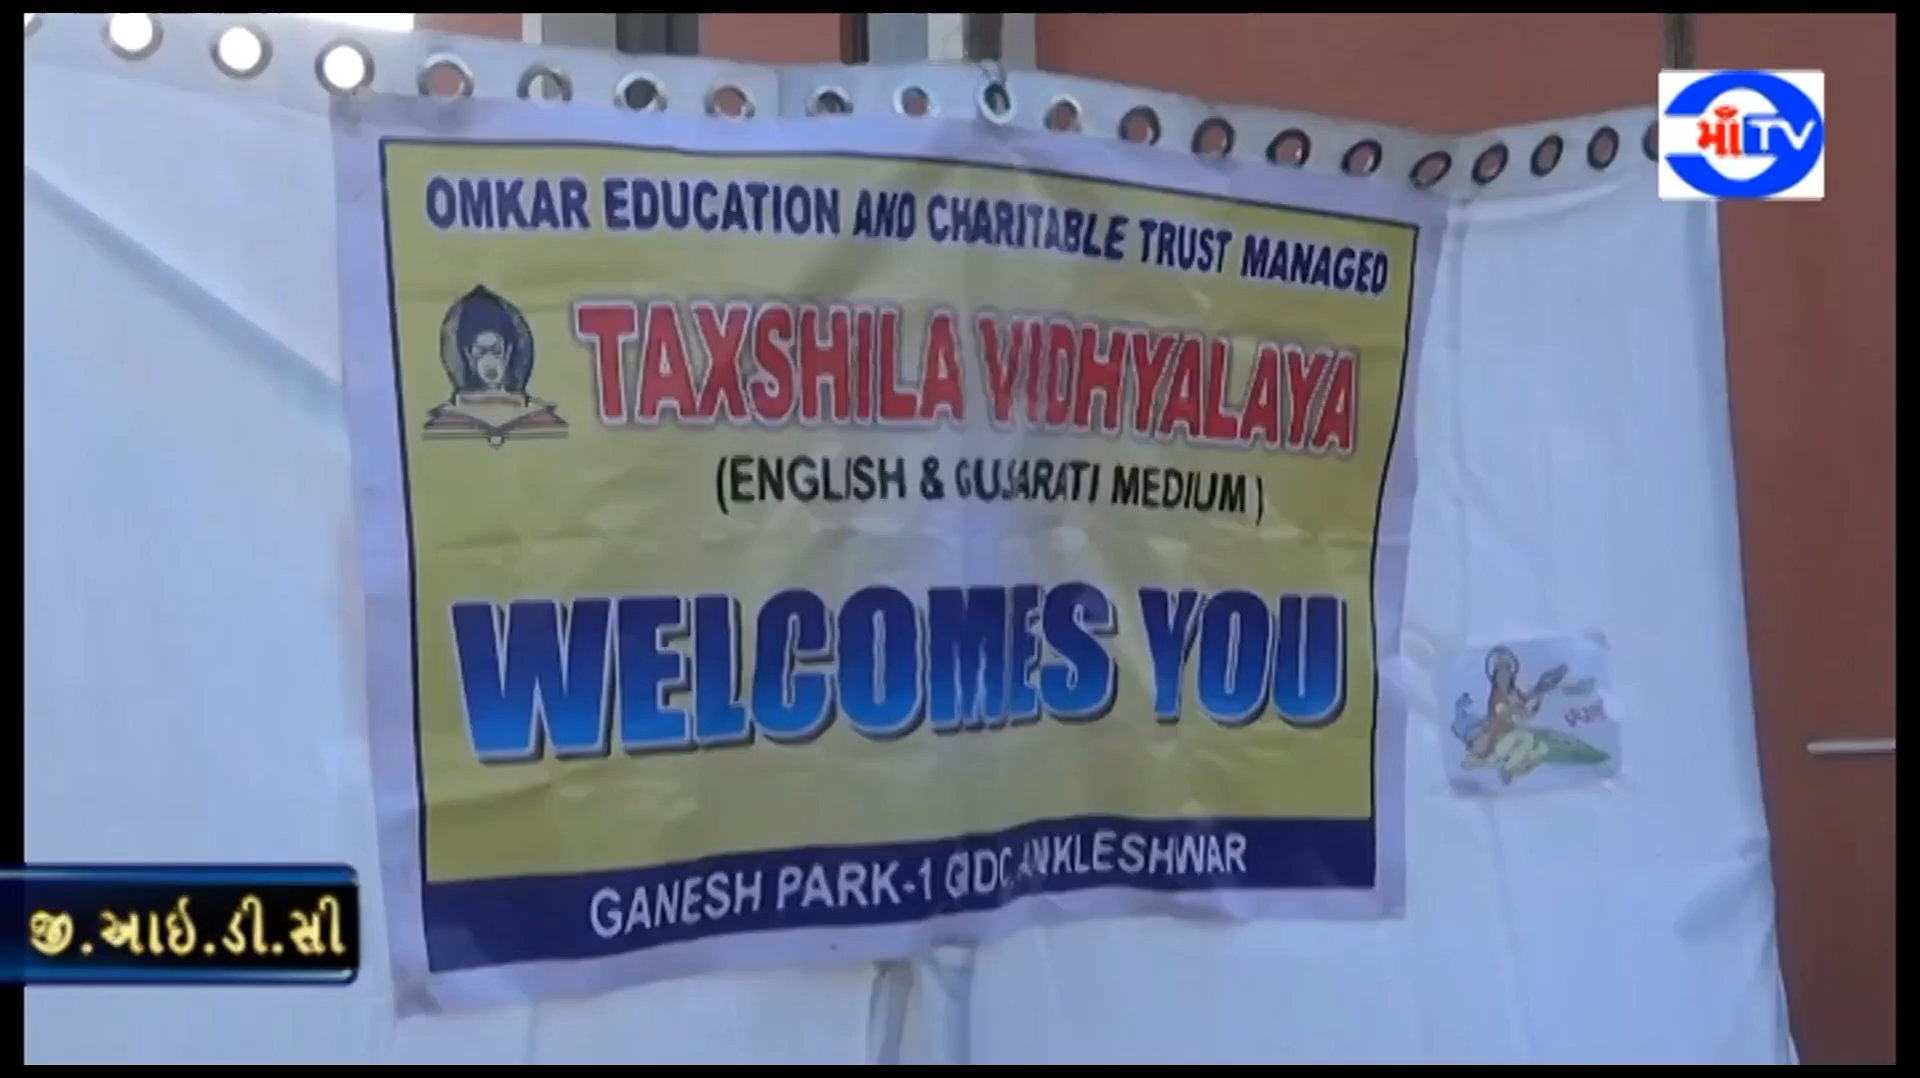 માઁ TV
OMKAR EDUCATION AND CHARITABLE TRUST MANAGED
TAXSHILA VIDHYALAYA
(ENGLISH & GUJARATI MEDIUM)
WELCOMES YOU
GANESH PARK-1 GIDC, ANKLESHWAR
જી.આઈ.ડી.સી